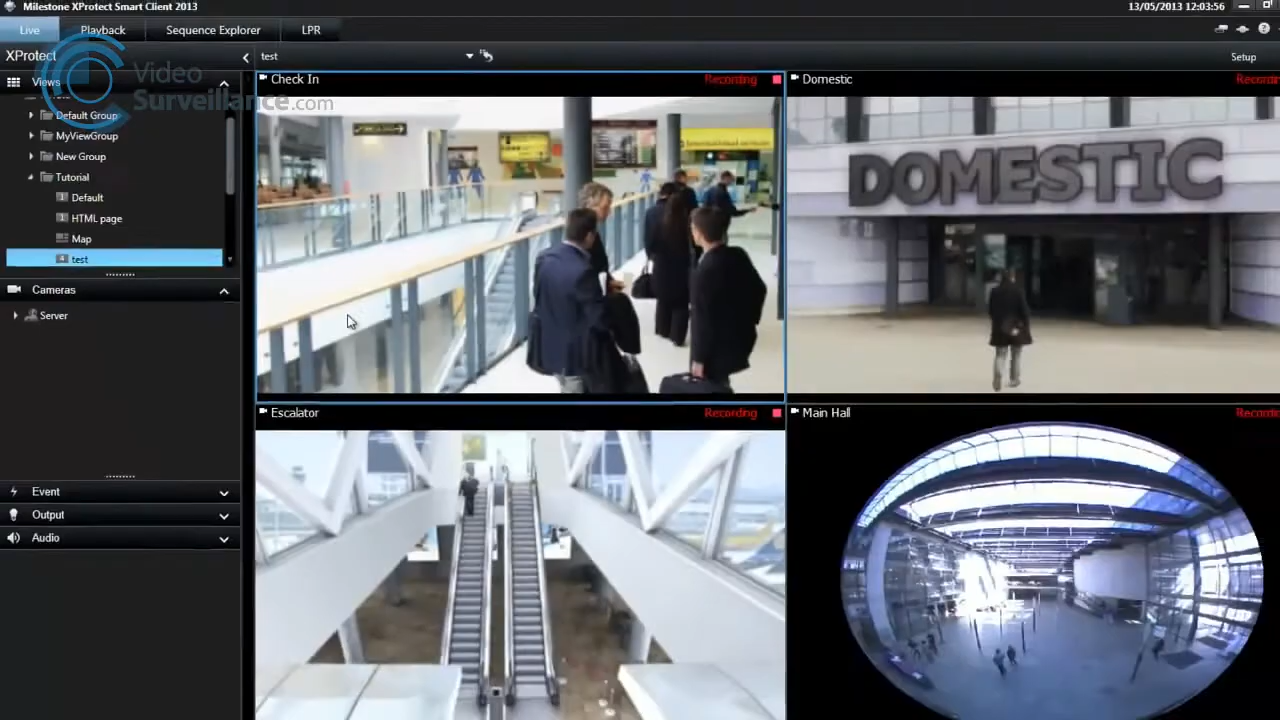 Milestone XProtect Smart Client 2013
13/05/2013 12:03:56
Live
Playback
Sequence Explorer
LPR
XProtect
test
Setup
Video
Surveillance.com
Views
Default Group
MyViewGroup
New Group
Tutorial
Default
HTML page
Map
test
Cameras
Server
Event
Output
Audio
Check In
Recording
Domestic
Recordin
DOMESTIC
Escalator
Recording
Main Hall
Recordin